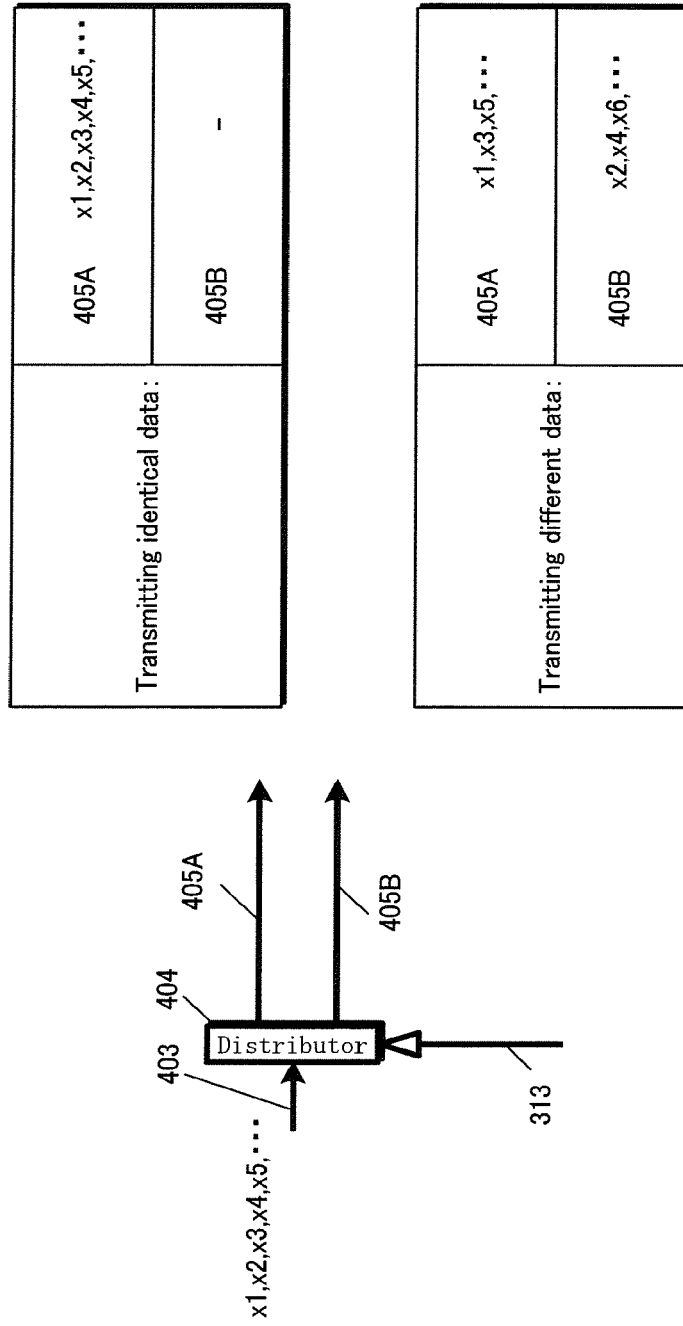 x1,x2,x3,x4,x5,･･･
403
404
Distributor
405A
405B
313
Transmitting identical data:
405A x1,x2,x3,x4,x5,･･･
405B −
Transmitting different data:
405A x1,x3,x5,･･･
405B x2,x4,x6,･･･